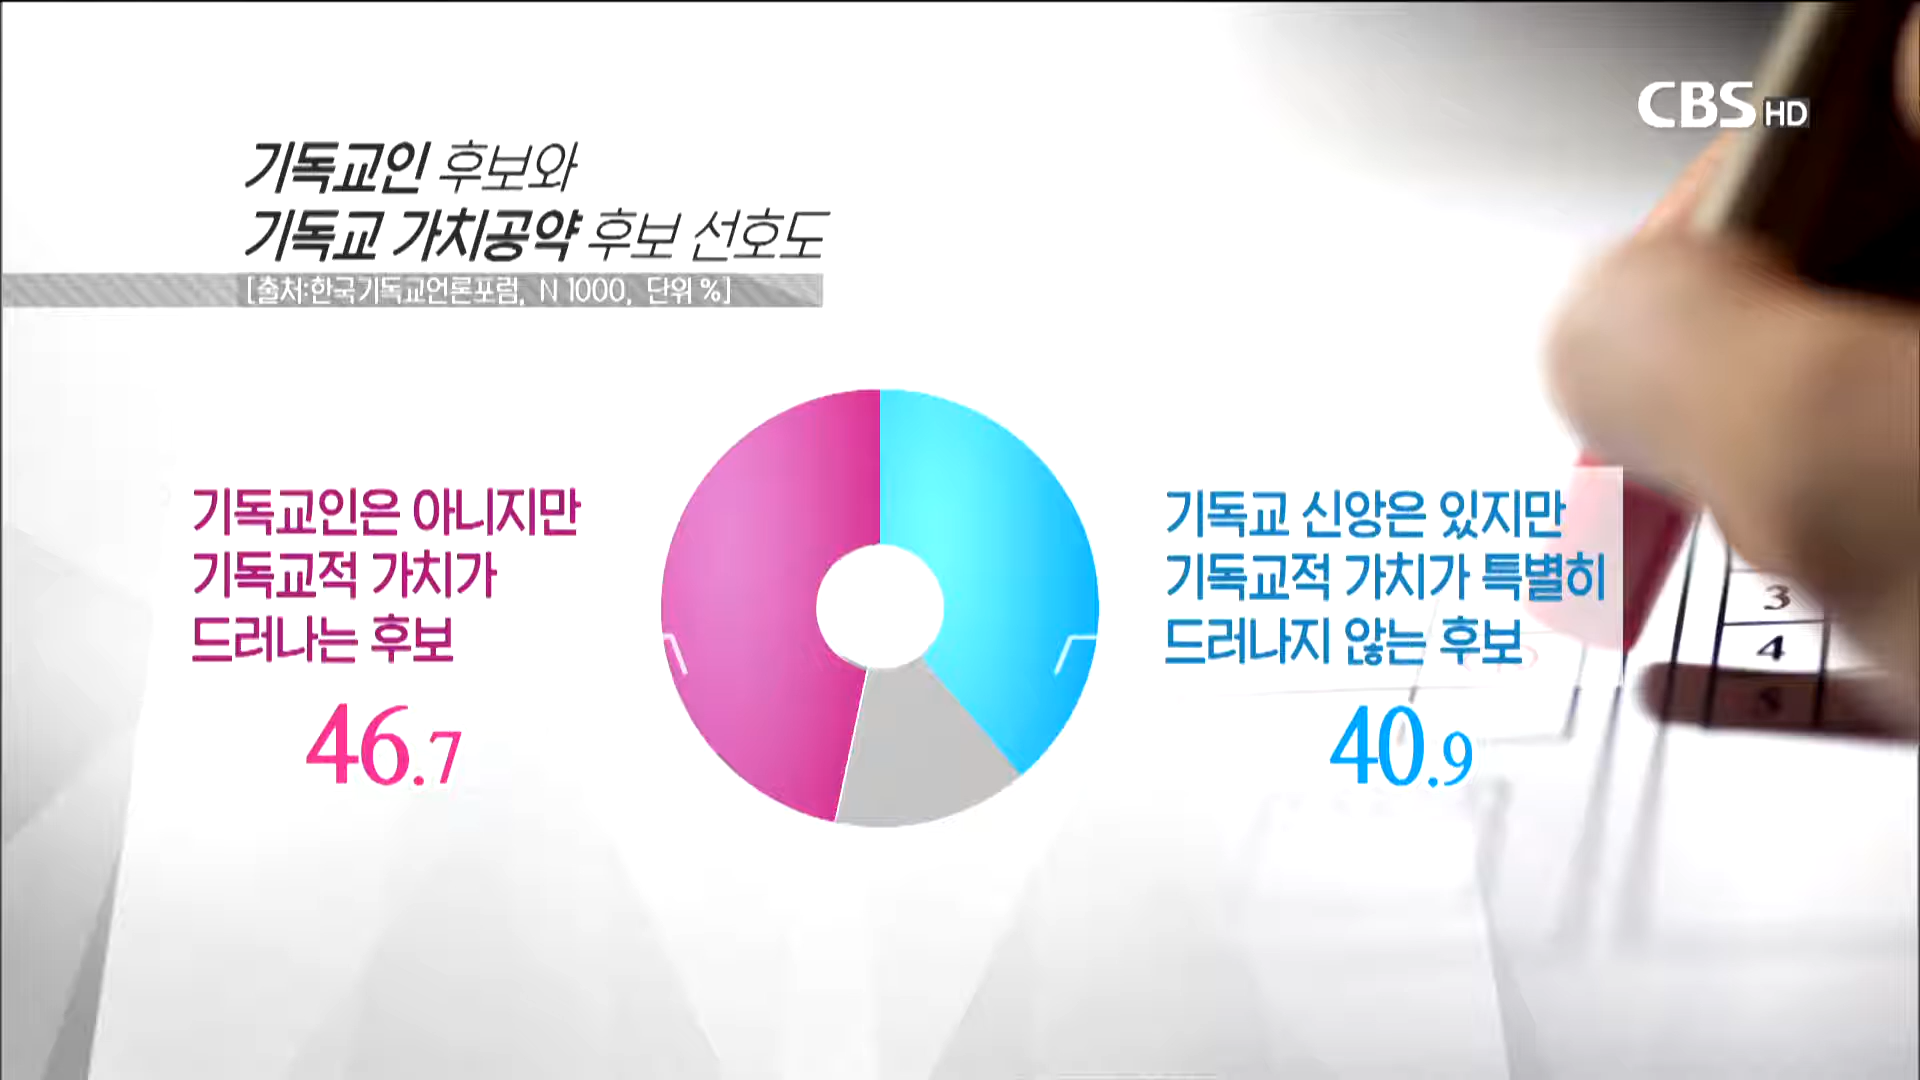 CBS HD
기독교인 후보와
기독교 가치공약 후보 선호도
[출처:한국기독교언론포럼, N 1000, 단위 %]
기독교인은 아니지만
기독교적 가치가
드러나는 후보
46.7
기독교 신앙은 있지만
기독교적 가치가 특별히
드러나지 않는 후보
40.9
3
4
5